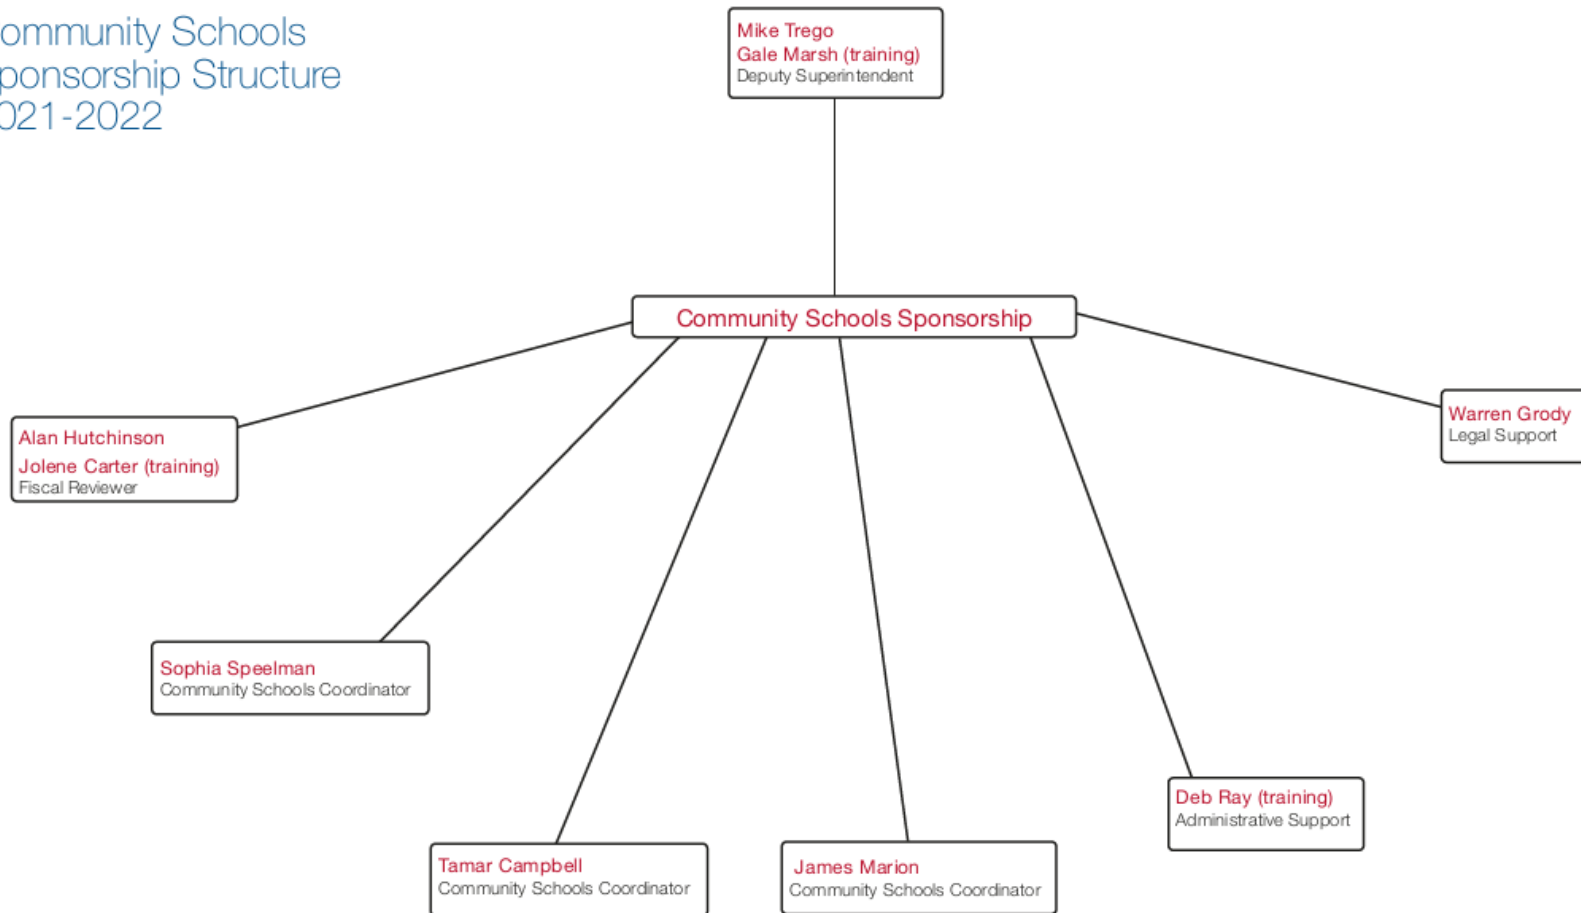 ommunity Schools
ponsorship Structure
021-2022
Mike Trego
Gale Marsh (training)
Deputy Superintendent
Community Schools Sponsorship
Alan Hutchinson
Jolene Carter (training)
Fiscal Reviewer
Warren Grody
Legal Support
Sophia Speelman
Community Schools Coordinator
Deb Ray (training)
Administrative Support
Tamar Campbell
Community Schools Coordinator
James Marion
Community Schools Coordinator